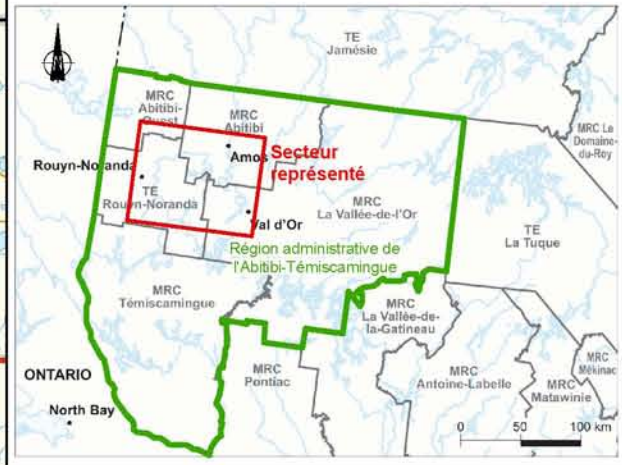 TE
Jamésie
MRC
Abitibi-
Ouest
MRC
Abitibi
MRC Le
Domaine-
du-Roy
Amos
Secteur
représenté
Rouyn-Noranda
TE
Rouyn-Noranda
MRC
La Vallée-de-l'Or
Val d'Or
TE
La Tuque
Région administrative de
l'Abitibi-Témiscamingue
MRC
Témiscamingue
MRC
La Vallée-de-
la-Gatineau
ONTARIO
MRC
Pontiac
MRC
Antoine-Labelle
MRC
Matawinie
MRC
Mékinac
North Bay
0 50 100 km